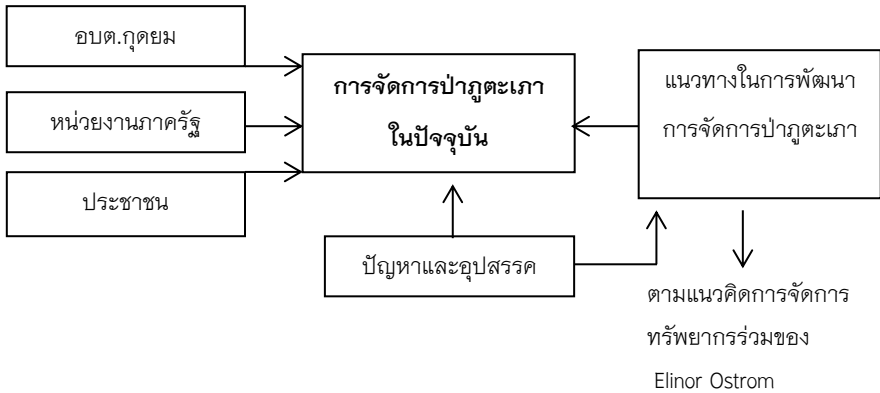 อบต.กุดยม
หน่วยงานภาครัฐ
ประชาชน
การจัดการป่าภูตะเภา
ในปัจจุบัน
ปัญหาและอุปสรรค
แนวทางในการพัฒนา
การจัดการป่าภูตะเภา
ตามแนวคิดการจัดการ
ทรัพยากรร่วมของ
Elinor Ostrom